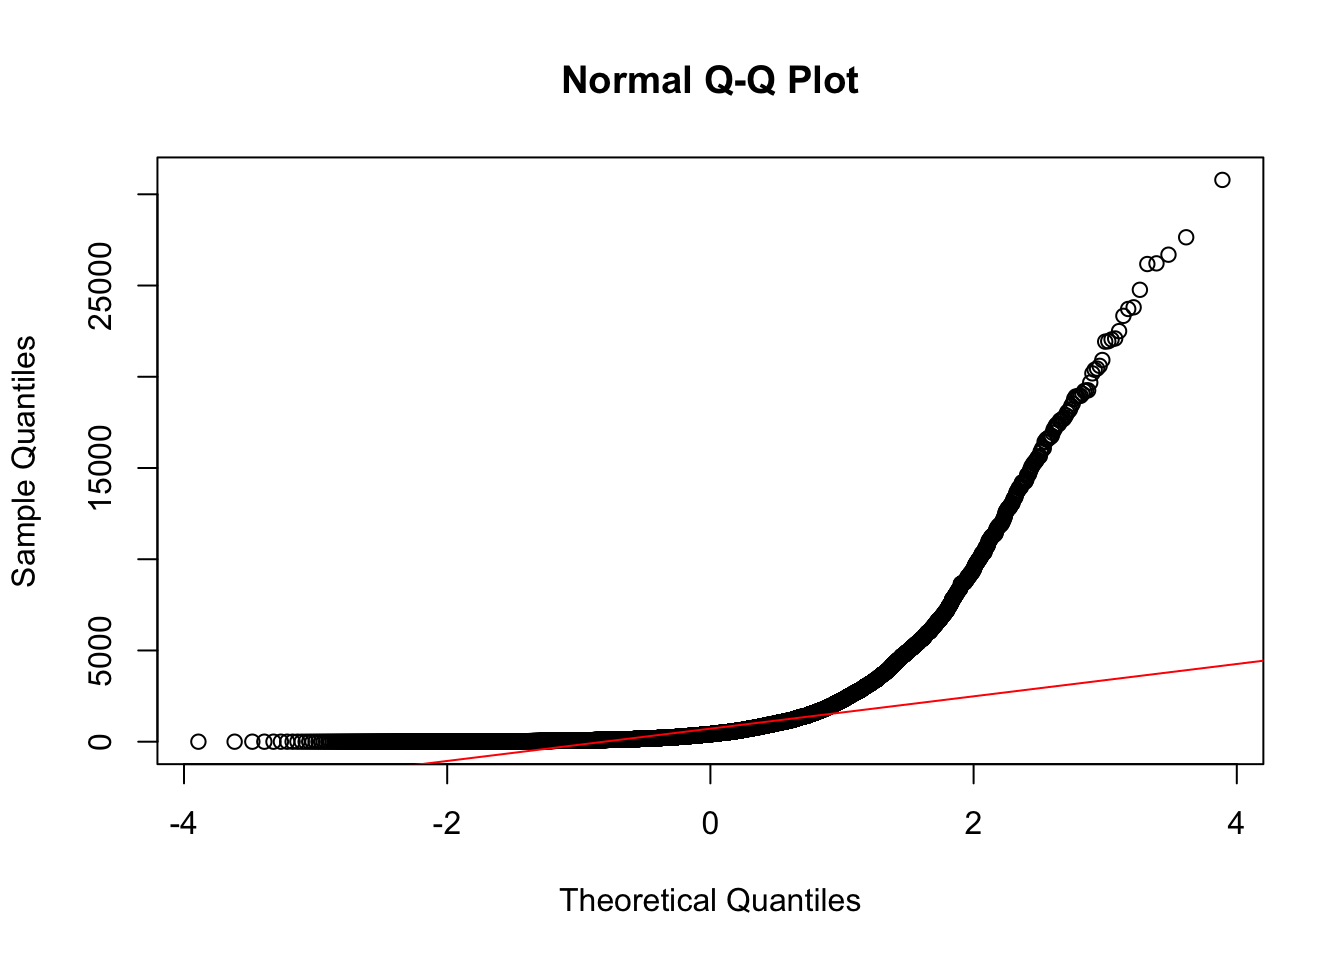 Normal Q-Q Plot
Sample Quantiles
25000
15000
5000
0
-4 -2 0 2 4
Theoretical Quantiles